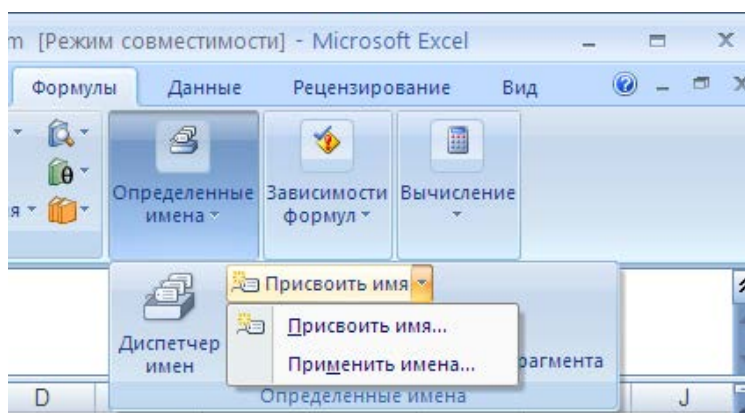 m [Режим совместимости] - Microsoft Excel
Формулы Данные Рецензирование Вид
Определенные имена
Зависимости формул
Вычисление
я
Присвоить имя
Диспетчер имен
Присвоить имя...
Применить имена...
рагмента
Определенные имена
D J